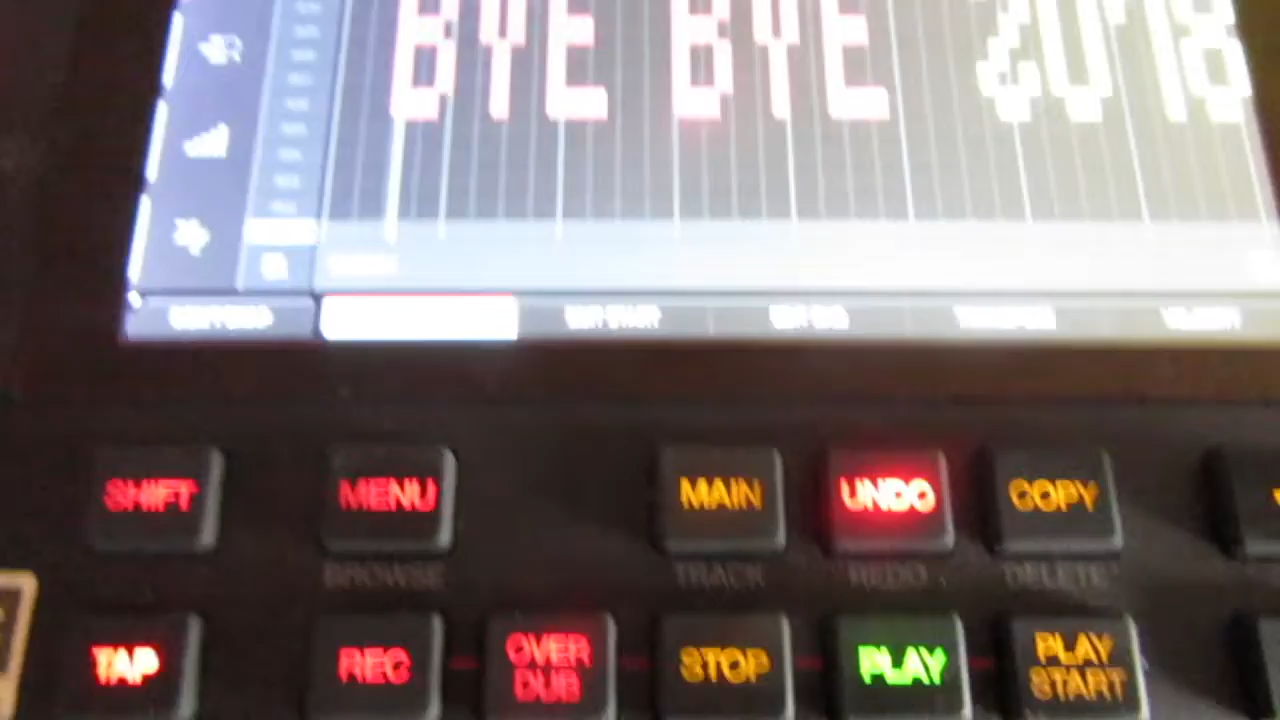 BYE BYE 2018
SHIFT MENU MAIN UNDO COPY
BROWSE TRACK REDO DELETE
TAP REC OVER DUB STOP PLAY PLAY START